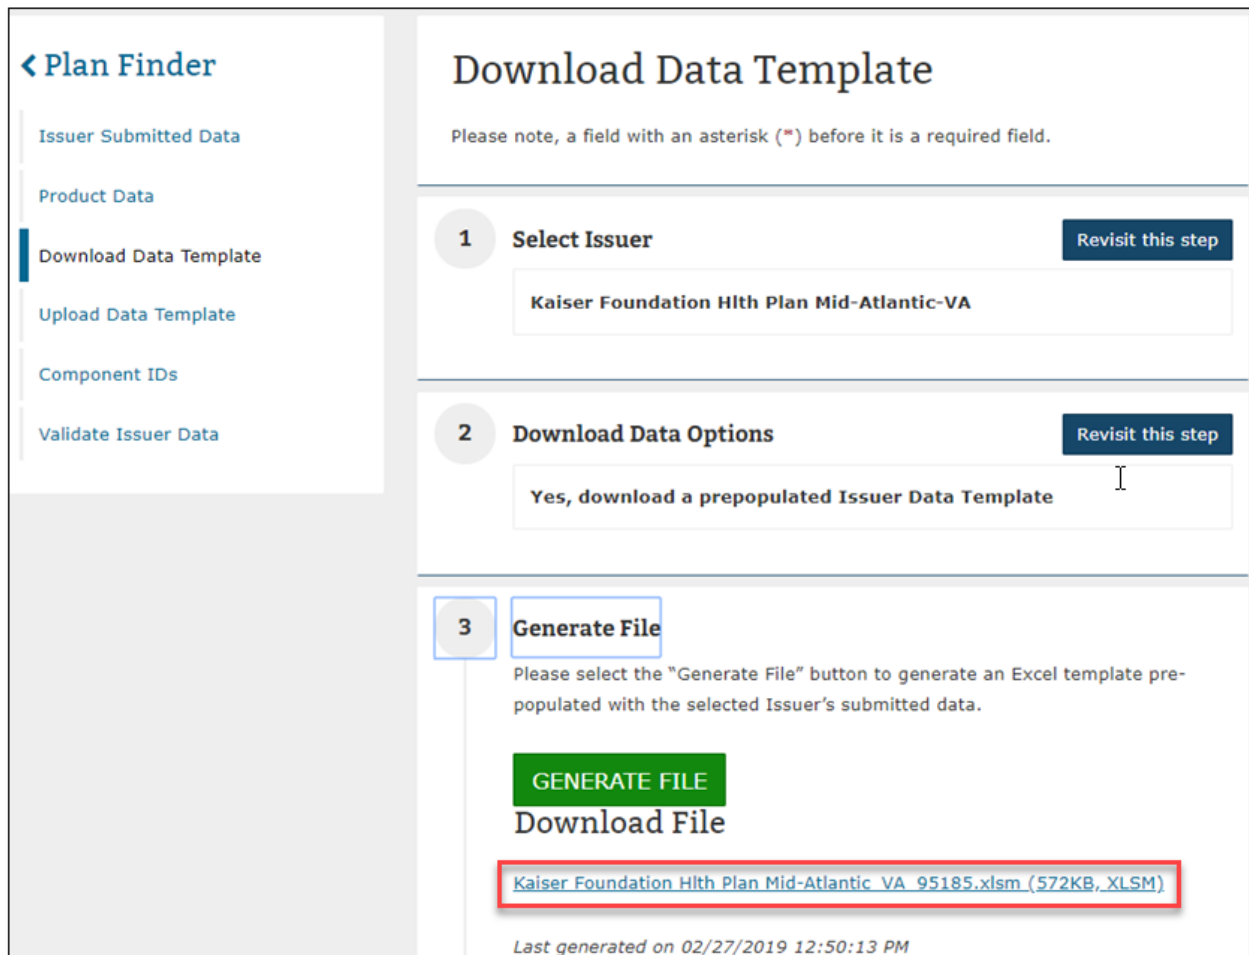 Plan Finder
Issuer Submitted Data
Product Data
Download Data Template
Upload Data Template
Component IDs
Validate Issuer Data
Download Data Template
Please note, a field with an asterisk (*) before it is a required field.
1
Select Issuer
Revisit this step
Kaiser Foundation Hlth Plan Mid-Atlantic-VA
2
Download Data Options
Revisit this step
Yes, download a prepopulated Issuer Data Template
3
Generate File
Please select the “Generate File” button to generate an Excel template pre-
populated with the selected Issuer’s submitted data.
GENERATE FILE
Download File
Kaiser Foundation Hlth Plan Mid-Atlantic_VA_95185.xlsm (572KB, XLSM)
Last generated on 02/27/2019 12:50:13 PM